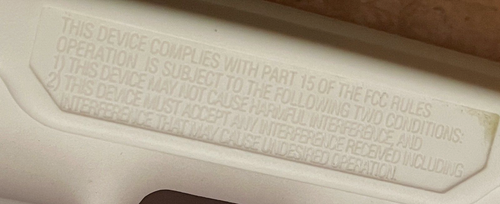 THIS DEVICE COMPLIES WITH PART 15 OF THE FCC RULES
OPERATION IS SUBJECT TO THE FOLLOWING TWO CONDITIONS:
1) THIS DEVICE MAY NOT CAUSE HARMFUL INTERFERENCE, AND
2) THIS DEVICE MUST ACCEPT ANY INTERFERENCE RECEIVED INCLUDING
INTERFERENCE THAT MAY CAUSE UNDESIRED OPERATION.